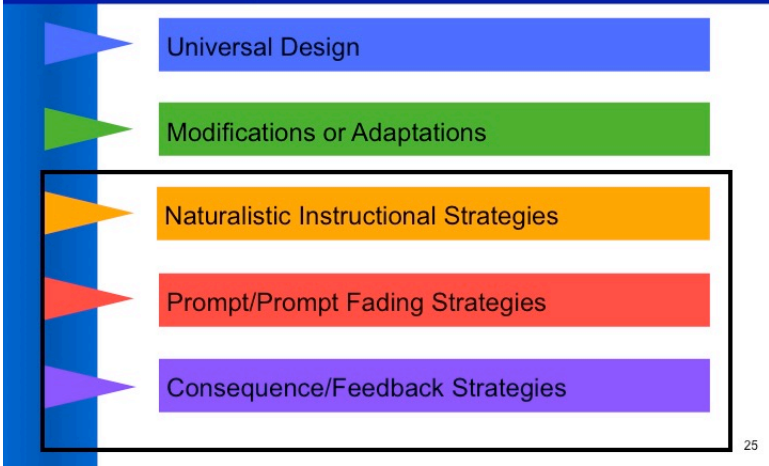 Universal Design
Modifications or Adaptations
Naturalistic Instructional Strategies
Prompt/Prompt Fading Strategies
Consequence/Feedback Strategies
25